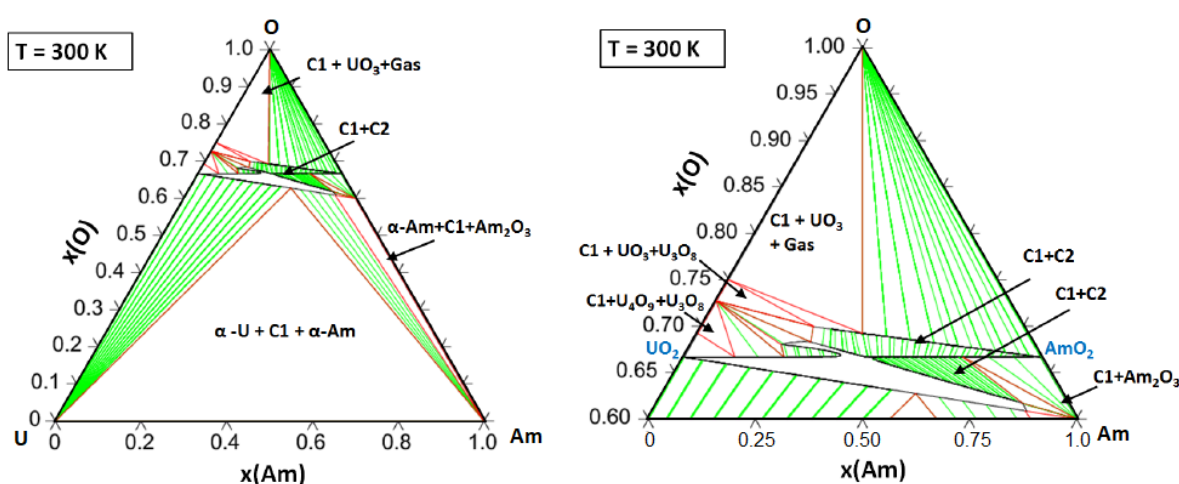 T = 300 K
O
1.0
C1 + UO₃+Gas
0.9
0.8
C1+C2
0.7
0.6
x(O)
0.5
α-Am+C1+Am₂O₃
0.4
0.3
α -U + C1 + α-Am
0.2
0.1
0
U
Am
0
0.2
0.4
0.6
0.8
1.0
x(Am)
T = 300 K
O
1.00
0.95
0.90
x(O)
0.85
C1 + UO₃
+ Gas
0.80
C1 + UO₃+U₃O₈
C1+C2
0.75
C1+U₄O₉+U₃O₈
C1+C2
0.70
UO₂
AmO₂
0.65
C1+Am₂O₃
0.60
Am
0
0.25
0.50
0.75
1.0
x(Am)